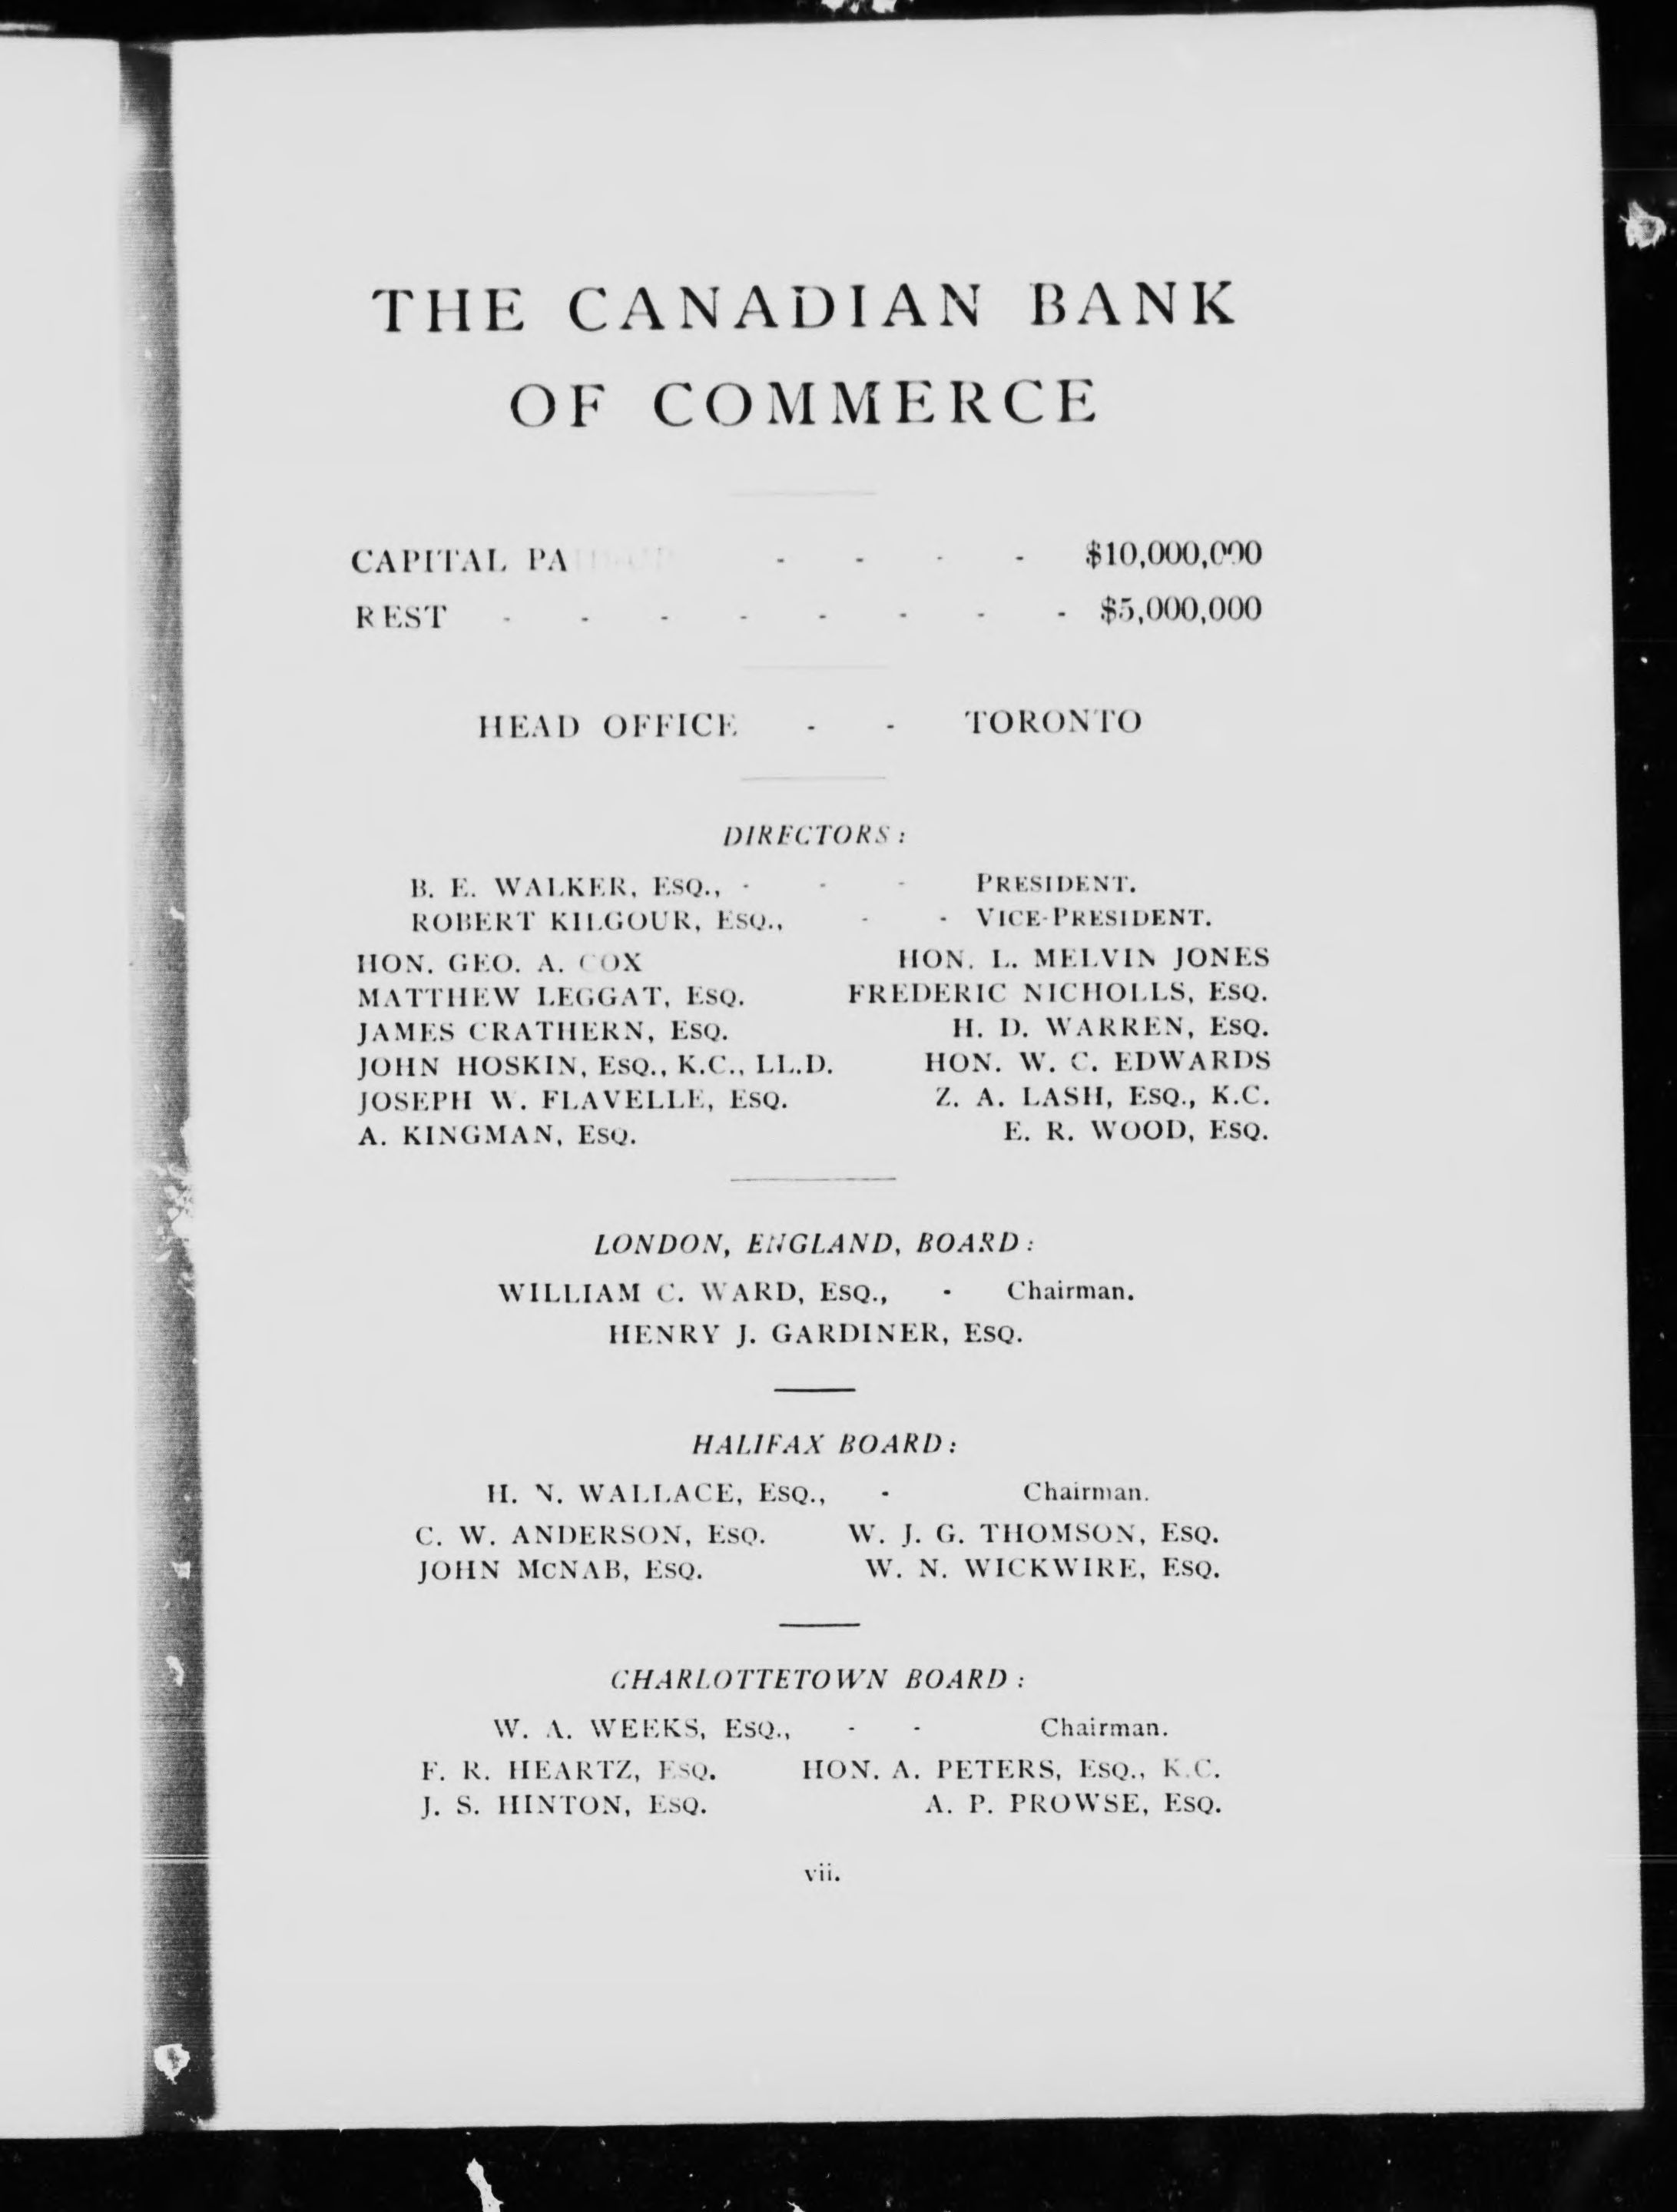 THE CANADIAN BANK
OF COMMERCE
CAPITAL PA - - - - $10,000,000
REST - - - - - - - - $5,000,000
HEAD OFFICE - - TORONTO
DIRECTORS:
B. E. WALKER, ESQ., - - - PRESIDENT.
ROBERT KILGOUR, ESQ., - - VICE-PRESIDENT.
HON. GEO. A. COX HON. L. MELVIN JONES
MATTHEW LEGGAT, ESQ. FREDERIC NICHOLLS, ESQ.
JAMES CRATHERN, ESQ. H. D. WARREN, ESQ.
JOHN HOSKIN, ESQ., K.C., LL.D. HON. W. C. EDWARDS
JOSEPH W. FLAVELLE, ESQ. Z. A. LASH, ESQ., K.C.
A. KINGMAN, ESQ. E. R. WOOD, ESQ.
LONDON, ENGLAND, BOARD:
WILLIAM C. WARD, ESQ., - Chairman.
HENRY J. GARDINER, ESQ.
HALIFAX BOARD:
H. N. WALLACE, ESQ., - Chairman.
C. W. ANDERSON, ESQ. W. J. G. THOMSON, ESQ.
JOHN MCNAB, ESQ. W. N. WICKWIRE, ESQ.
CHARLOTTETOWN BOARD:
W. A. WEEKS, ESQ., - - Chairman.
F. R. HEARTZ, ESQ. HON. A. PETERS, ESQ., K.C.
J. S. HINTON, ESQ. A. P. PROWSE, ESQ.
vii.